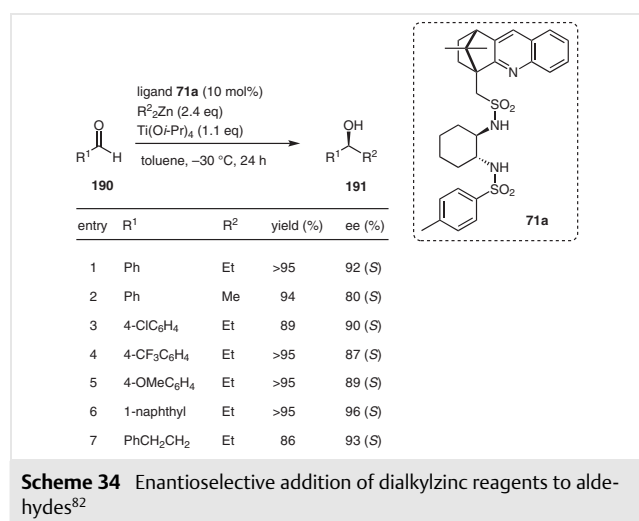 ligand 71a (10 mol%)
R²₂Zn (2.4 eq)
Ti(Oi-Pr)₄ (1.1 eq)
toluene, –30 °C, 24 h
O
R¹ H
190
OH
R¹ R²
191
N
SO₂
NH
NH
SO₂
71a
entry R¹ R² yield (%) ee (%)
1 Ph Et >95 92 (S)
2 Ph Me 94 80 (S)
3 4-ClC₆H₄ Et 89 90 (S)
4 4-CF₃C₆H₄ Et >95 87 (S)
5 4-OMeC₆H₄ Et >95 89 (S)
6 1-naphthyl Et >95 96 (S)
7 PhCH₂CH₂ Et 86 93 (S)
Scheme 34 Enantioselective addition of dialkylzinc reagents to alde-
hydes⁸²